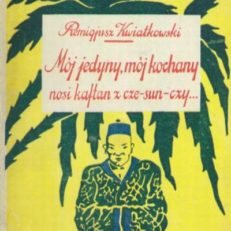 Remigjusz Kwiatkowski
Mój jedyny, mój kochany
nosi kaftan z cze-sun-czy...